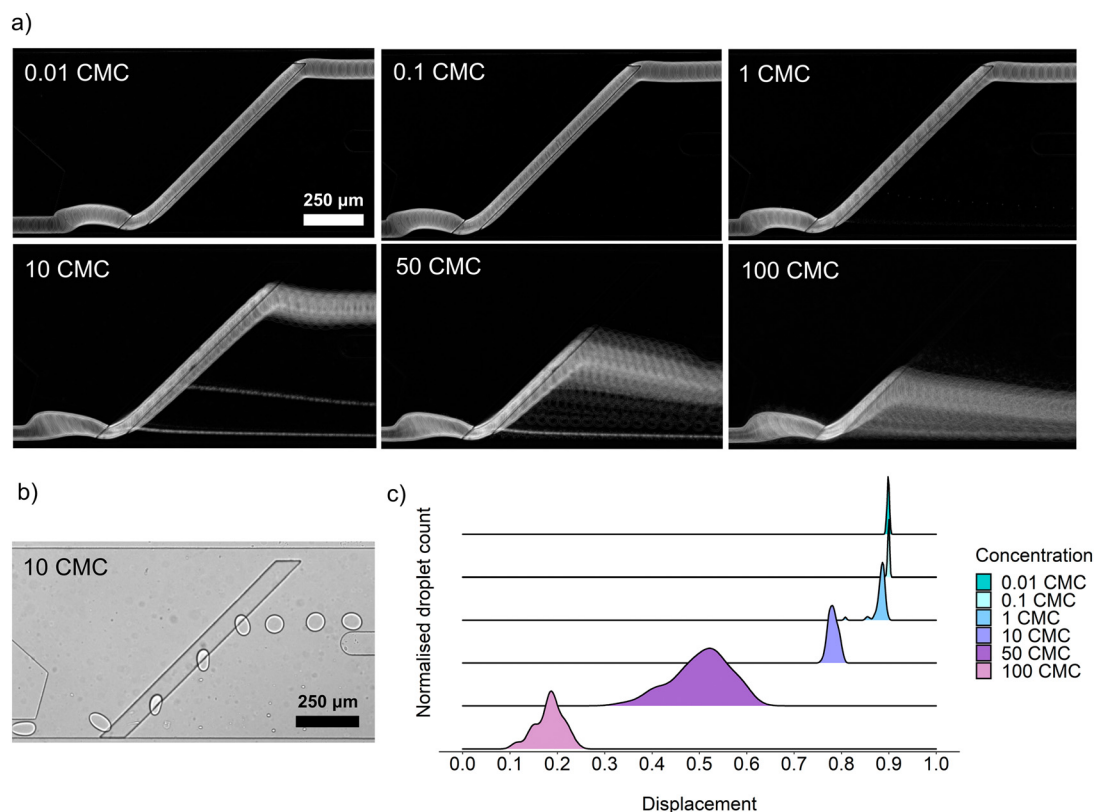 a)
0.01 CMC
0.1 CMC
1 CMC
250 µm
10 CMC
50 CMC
100 CMC
b)
10 CMC
250 µm
c)
Normalised droplet count
Concentration
0.01 CMC
0.1 CMC
1 CMC
10 CMC
50 CMC
100 CMC
0.0 0.1 0.2 0.3 0.4 0.5 0.6 0.7 0.8 0.9 1.0
Displacement